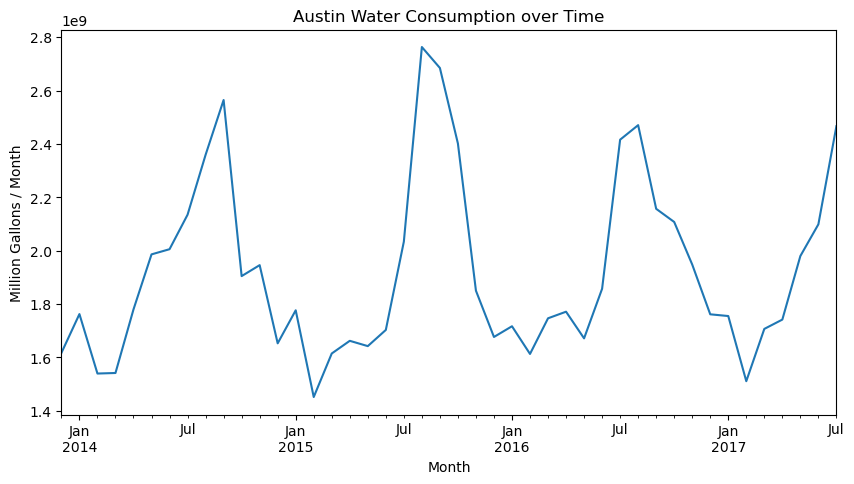 Austin Water Consumption over Time
1e9
2.8
2.6
2.4
2.2
2.0
1.8
1.6
1.4
Million Gallons / Month
Jan
2014
Jul
Jan
2015
Jul
Jan
2016
Jul
Jan
2017
Jul
Month